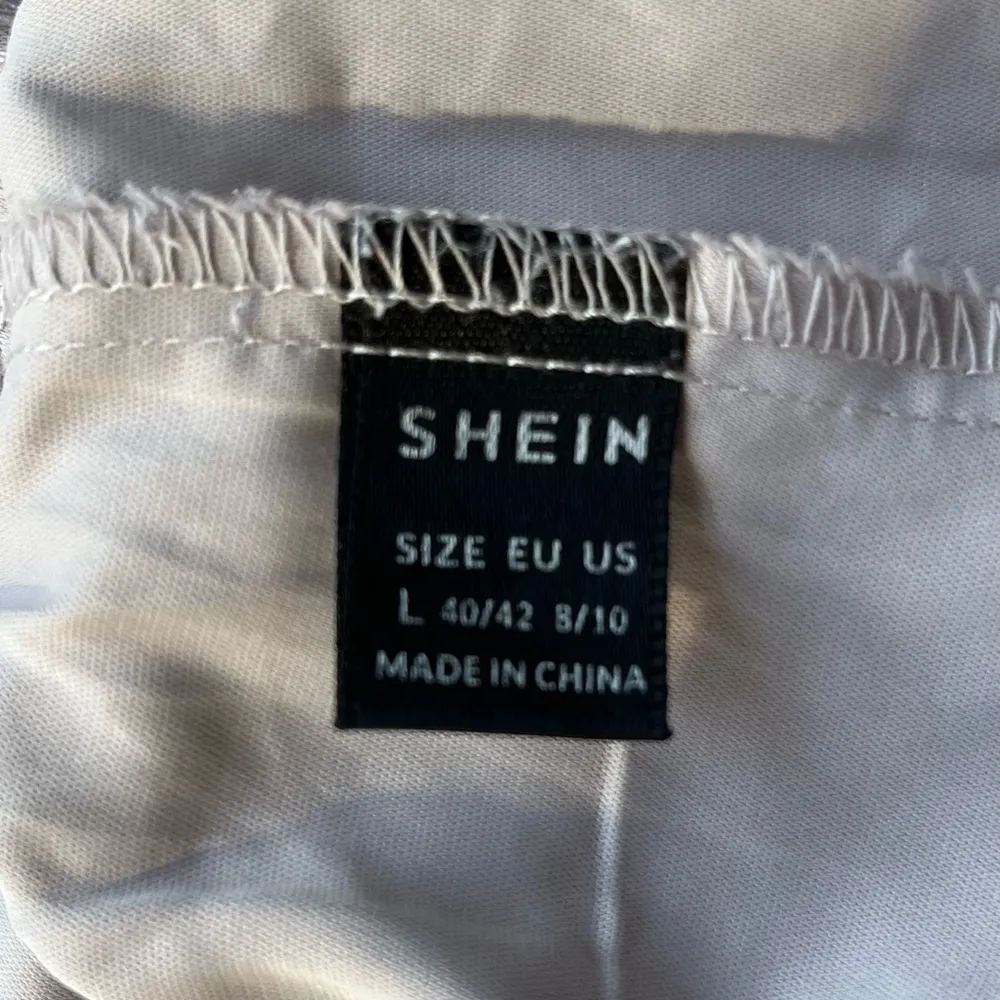 SHEIN
SIZE EU US
L 40/42 8/10
MADE IN CHINA